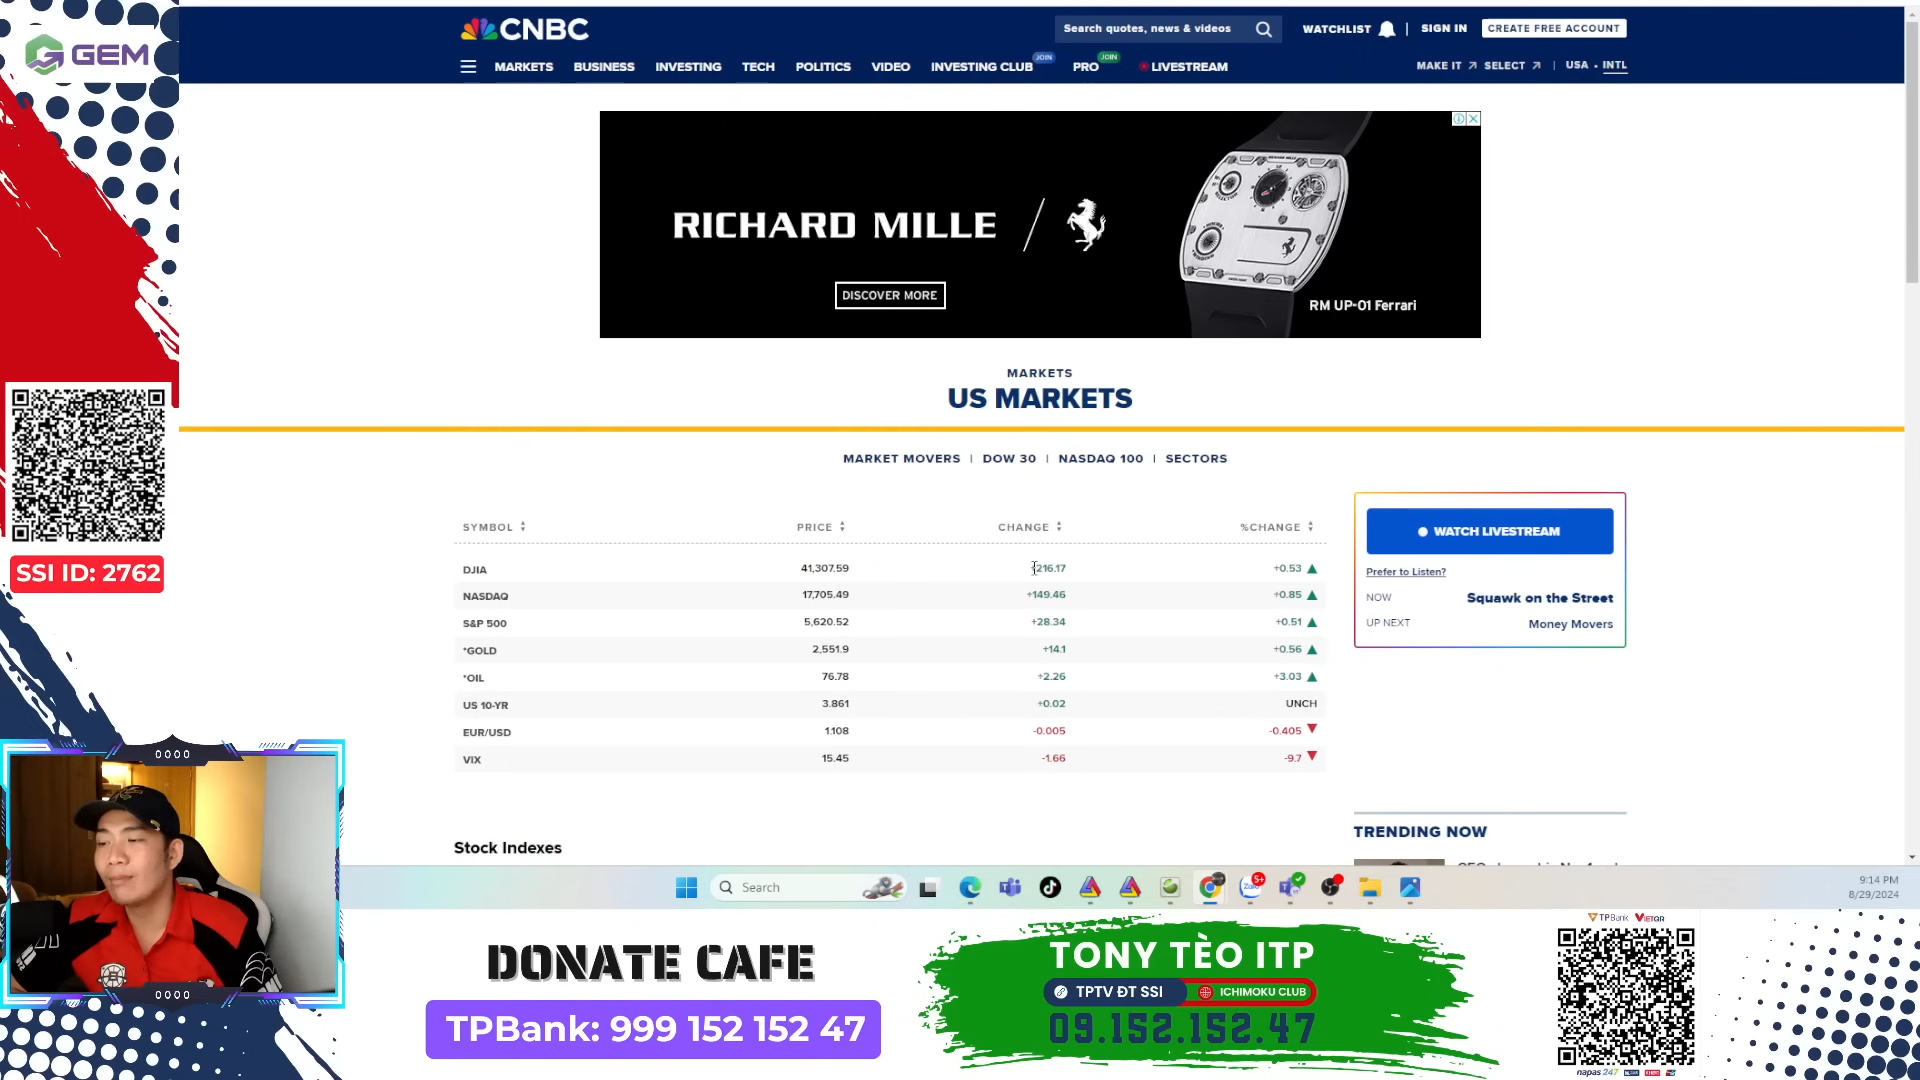 GEM
CNBC
Search quotes, news & videos
WATCHLIST
SIGN IN
CREATE FREE ACCOUNT
MARKETS
BUSINESS
INVESTING
TECH
POLITICS
VIDEO
INVESTING CLUB
JOIN
PRO
JOIN
LIVESTREAM
MAKE IT
SELECT
USA • INTL
RICHARD MILLE
DISCOVER MORE
RM UP-01 Ferrari
MARKETS
US MARKETS
MARKET MOVERS | DOW 30 | NASDAQ 100 | SECTORS
SYMBOL PRICE CHANGE %CHANGE
DJIA 41,307.59 +216.17 +0.53
NASDAQ 17,705.49 +149.46 +0.85
S&P 500 5,620.52 +28.34 +0.51
*GOLD 2,551.9 +14.1 +0.56
*OIL 76.78 +2.26 +3.03
US 10-YR 3.861 +0.02 UNCH
EUR/USD 1.108 -0.005 -0.405
VIX 15.45 -1.66 -9.7
WATCH LIVESTREAM
Prefer to Listen?
NOW Squawk on the Street
UP NEXT Money Movers
SSI ID: 2762
Stock Indexes
TRENDING NOW
Search
5+
9:14 PM
8/29/2024
DONATE CAFE
TPBank: 999 152 152 47
TONY TÈO ITP
TPTV ĐT SSI
ICHIMOKU CLUB
09.152.152.47
TPBank
VIETQR
napas 247